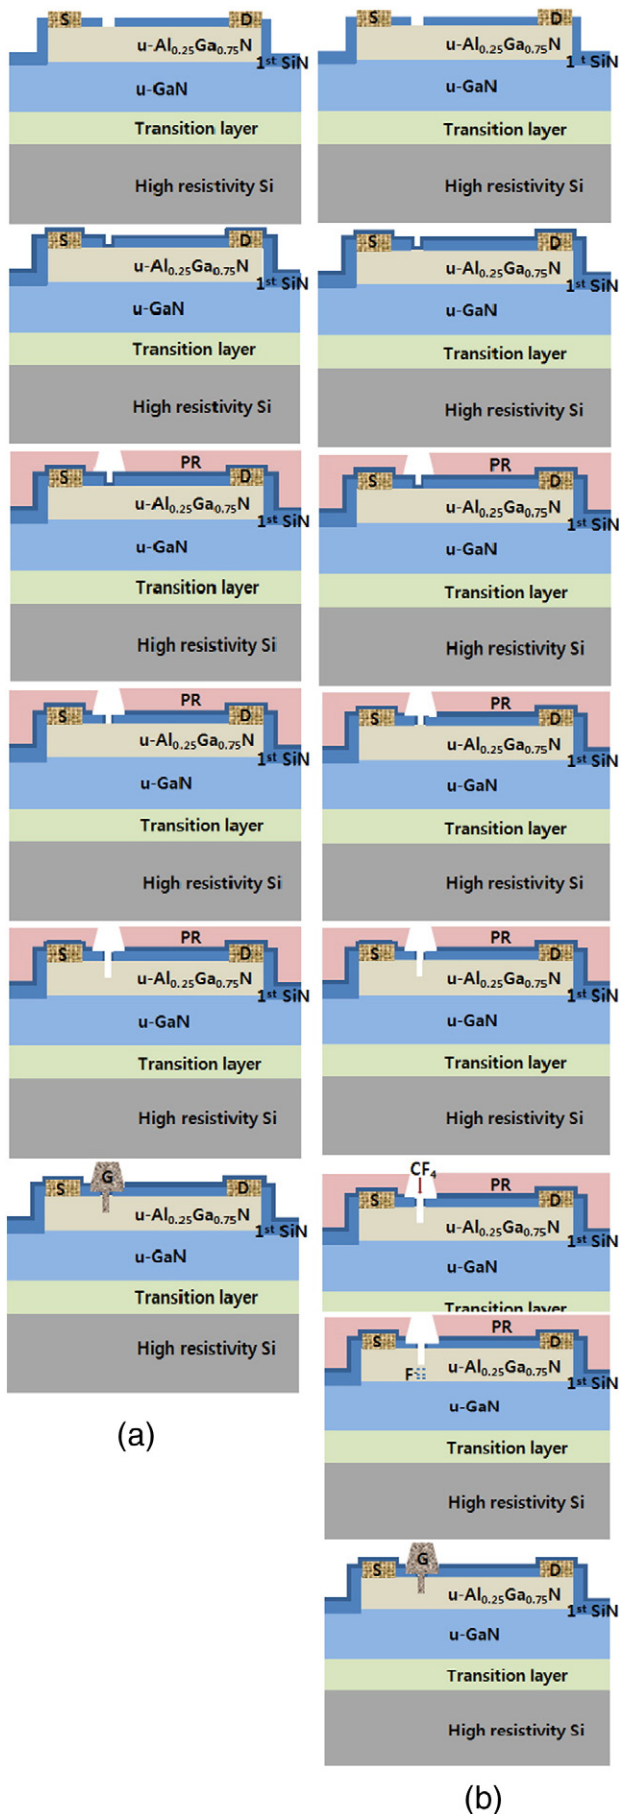 S D
u-Al0.25Ga0.75N
1st SiN
u-GaN
Transition layer
High resistivity Si
S D
u-Al0.25Ga0.75N
1st SiN
u-GaN
Transition layer
High resistivity Si
PR
S D
u-Al0.25Ga0.75N
1st SiN
u-GaN
Transition layer
High resistivity Si
PR
S D
u-Al0.25Ga0.75N
1st SiN
u-GaN
Transition layer
High resistivity Si
PR
S D
u-Al0.25Ga0.75N
1st SiN
u-GaN
Transition layer
High resistivity Si
G
S D
u-Al0.25Ga0.75N
1st SiN
u-GaN
Transition layer
High resistivity Si
(a)
S D
u-Al0.25Ga0.75N
1st SiN
u-GaN
Transition layer
High resistivity Si
S D
u-Al0.25Ga0.75N
1st SiN
u-GaN
Transition layer
High resistivity Si
PR
S D
u-Al0.25Ga0.75N
1st SiN
u-GaN
Transition layer
High resistivity Si
PR
S D
u-Al0.25Ga0.75N
1st SiN
u-GaN
Transition layer
High resistivity Si
PR
S D
u-Al0.25Ga0.75N
1st SiN
u-GaN
Transition layer
High resistivity Si
CF4
PR
S D
u-Al0.25Ga0.75N
1st SiN
u-GaN
Transition layer
PR
S D
u-Al0.25Ga0.75N
F-
1st SiN
u-GaN
Transition layer
High resistivity Si
G
S D
u-Al0.25Ga0.75N
1st SiN
u-GaN
Transition layer
High resistivity Si
(b)